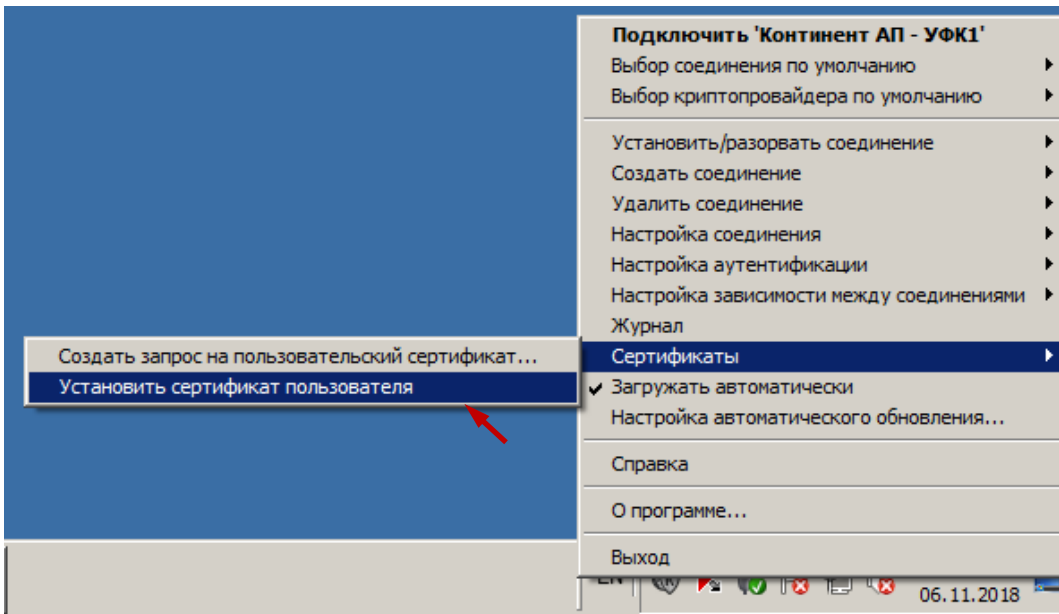 Подключить 'Континент АП - УФК1'
Выбор соединения по умолчанию
Выбор криптопровайдера по умолчанию
Установить/разорвать соединение
Создать соединение
Удалить соединение
Настройка соединения
Настройка аутентификации
Настройка зависимости между соединениями
Журнал
Сертификаты
Создать запрос на пользовательский сертификат...
Установить сертификат пользователя
Загружать автоматически
Настройка автоматического обновления...
Справка
О программе...
Выход
EN
06.11.2018